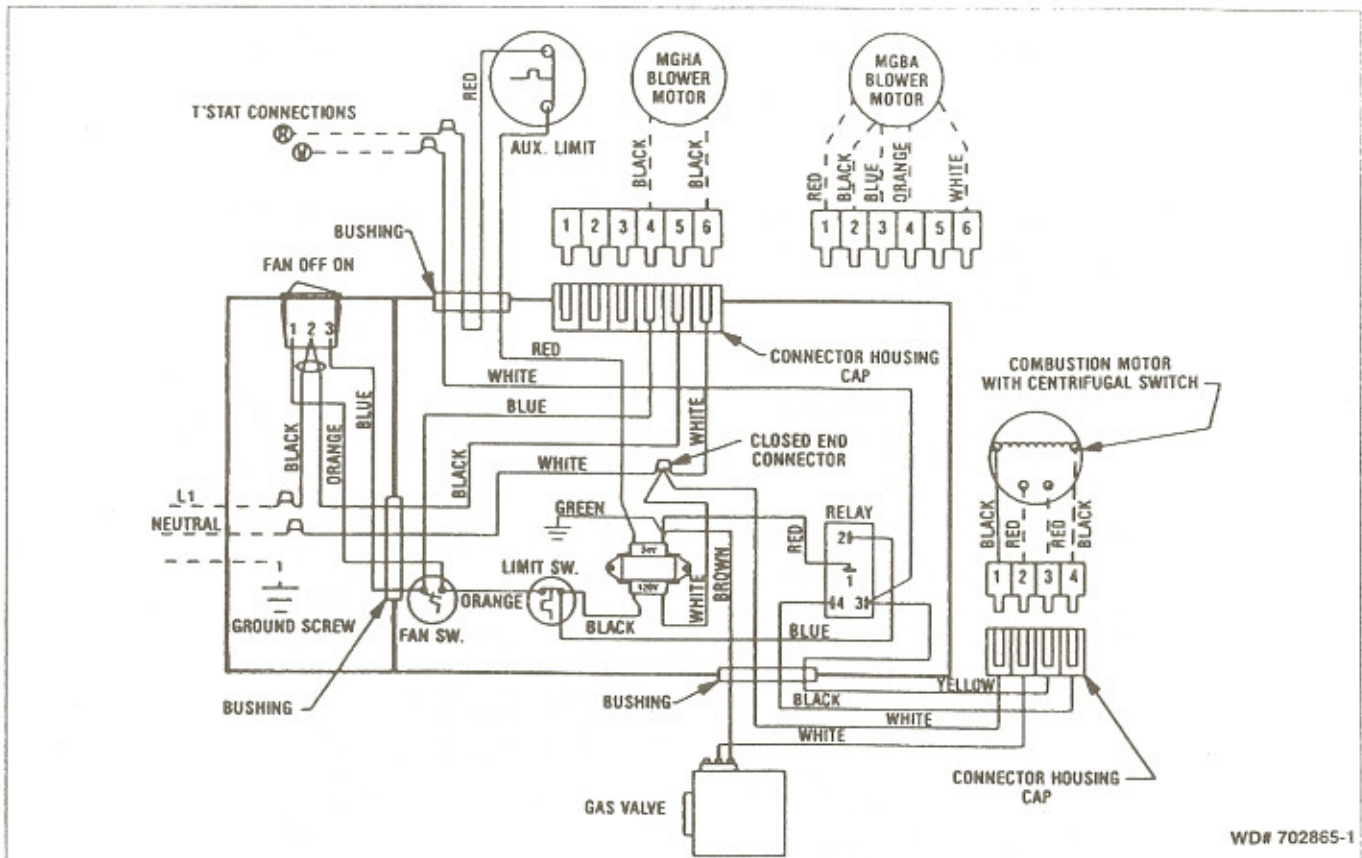 MGHA
BLOWER
MOTOR
MGBA
BLOWER
MOTOR
RED
T'STAT CONNECTIONS
R
W
AUX. LIMIT
BLACK
BLACK
RED
BLACK
BLUE
ORANGE
WHITE
1 2 3 4 5 6
1 2 3 4 5 6
BUSHING
FAN OFF ON
1 2 3
CONNECTOR HOUSING
CAP
RED
WHITE
BLUE
COMBUSTION MOTOR
WITH CENTRIFUGAL SWITCH
BLACK
ORANGE
BLUE
BLACK
WHITE
WHITE
CLOSED END
CONNECTOR
L1
NEUTRAL
GREEN
RED
RELAY
2
1
4 3
BLACK
RED
RED
BLACK
1 2 3 4
24V
120V
LIMIT SW.
ORANGE
BLACK
WHITE
BROWN
BLUE
GROUND SCREW
FAN SW.
BUSHING
BUSHING
YELLOW
BLACK
WHITE
WHITE
GAS VALVE
CONNECTOR HOUSING
CAP
WD# 702865-1